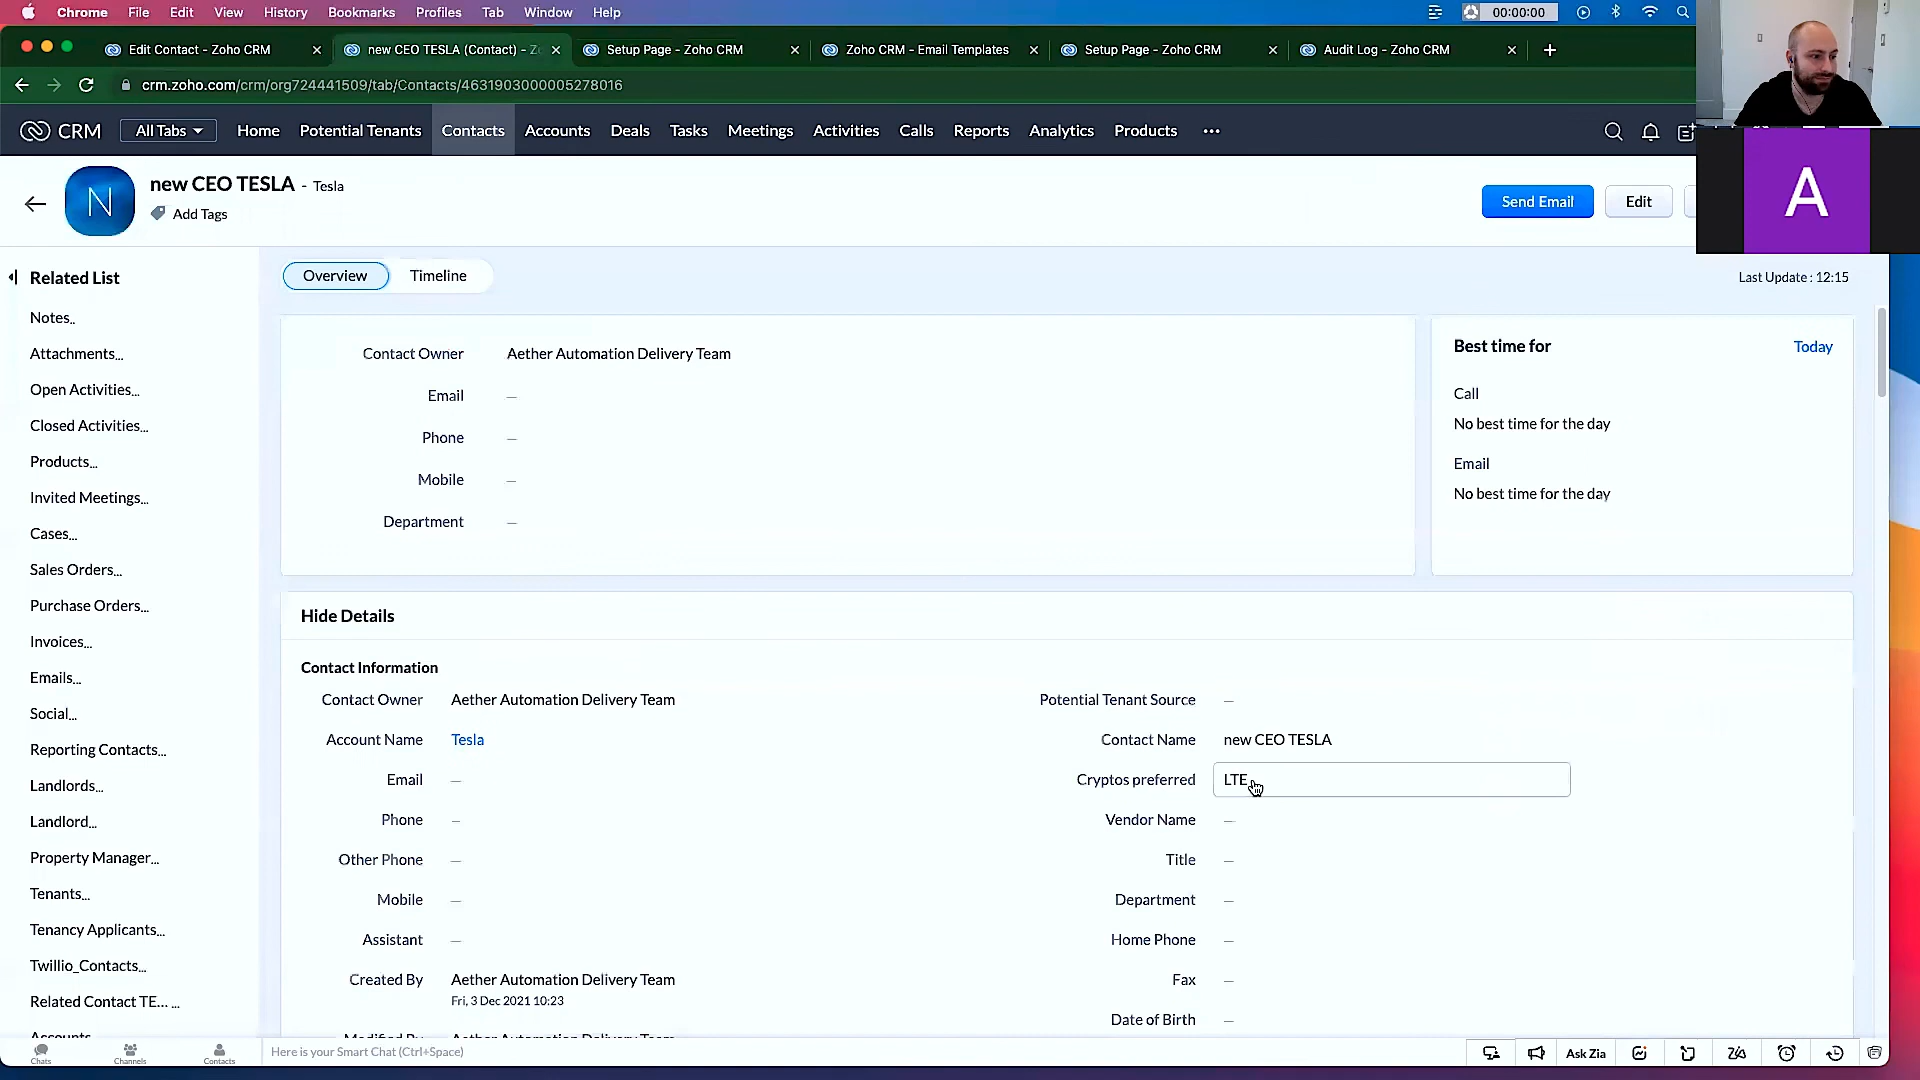 Chrome File Edit View History Bookmarks Profiles Tab Window Help 00:00:00
Edit Contact - Zoho CRM
new CEO TESLA (Contact) - Zo
Setup Page - Zoho CRM
Zoho CRM - Email Templates
Setup Page - Zoho CRM
Audit Log - Zoho CRM
crm.zoho.com/crm/org724441509/tab/Contacts/4631903000005278016
CRM All Tabs Home Potential Tenants Contacts Accounts Deals Tasks Meetings Activities Calls Reports Analytics Products ...
N
new CEO TESLA - Tesla
Add Tags
Send Email
Edit
A
Related List
Notes..
Attachments...
Open Activities...
Closed Activities...
Products...
Invited Meetings...
Cases...
Sales Orders...
Purchase Orders...
Invoices...
Emails...
Social...
Reporting Contacts...
Landlords...
Landlord...
Property Manager...
Tenants...
Tenancy Applicants...
Twillio_Contacts...
Related Contact TE... ...
Accounts
Overview Timeline
Last Update : 12:15
Contact Owner Aether Automation Delivery Team
Email —
Phone —
Mobile —
Department —
Best time for Today
Call
No best time for the day
Email
No best time for the day
Hide Details
Contact Information
Contact Owner Aether Automation Delivery Team
Account Name Tesla
Email —
Phone —
Other Phone —
Mobile —
Assistant —
Created By Aether Automation Delivery Team
Fri, 3 Dec 2021 10:23
Modified By Aether Automation Delivery Team
Potential Tenant Source —
Contact Name new CEO TESLA
Cryptos preferred LTE
Vendor Name —
Title —
Department —
Home Phone —
Fax —
Date of Birth —
Chats Channels Contacts
Here is your Smart Chat (Ctrl+Space)
Ask Zia